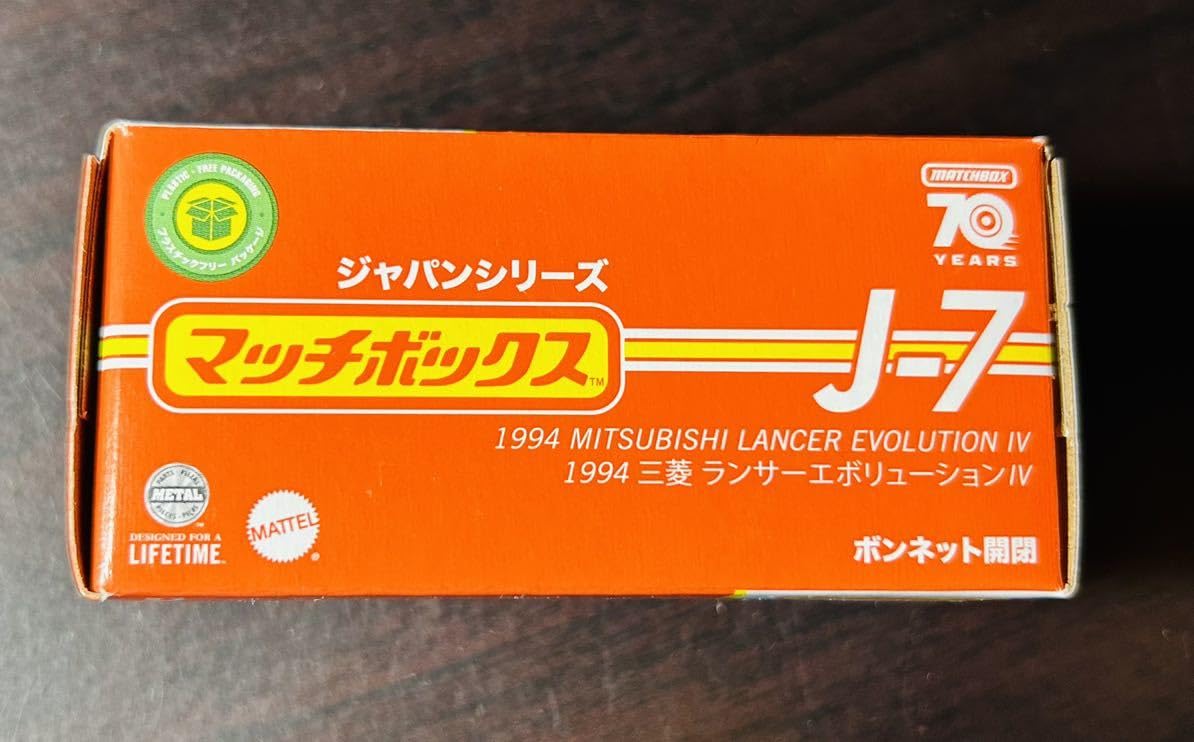 PLASTIC - FREE PACKAGING
プラスチックフリー パッケージ
MATCHBOX
70
YEARS
ジャパンシリーズ
マッチボックス™
J-7
1994 MITSUBISHI LANCER EVOLUTION IV
1994 三菱 ランサーエボリューションIV
METAL
DESIGNED FOR A
LIFETIME
MATTEL®
ボンネット開閉